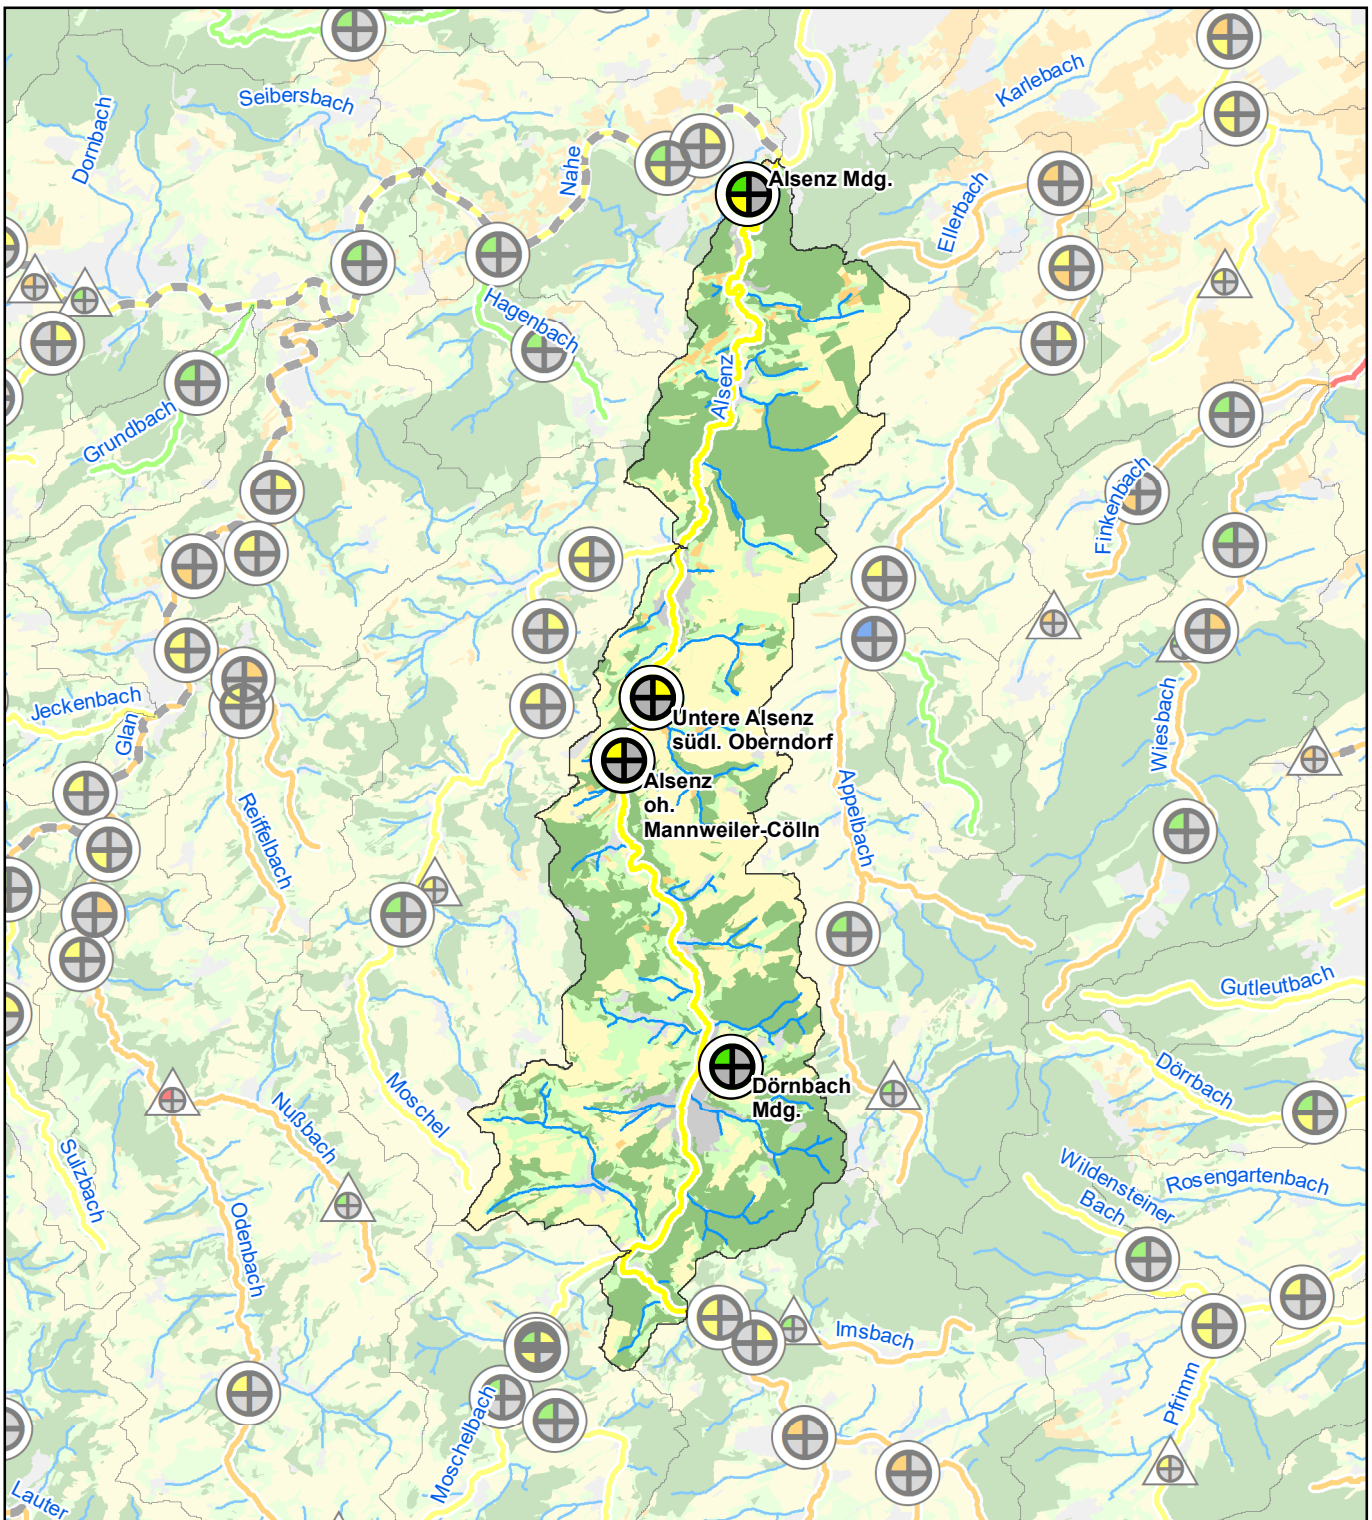 Karlebach
Seibersbach
Dornbach
Nahe
Alsenz Mdg.
Ellerbach
Hagenbach
Alsenz
Grundbach
Finkenbach
Jeckenbach
Glan
Untere Alsenz
südl. Oberndorf
Wiesbach
Alsenz
oh.
Mannweiler-Cölln
Reiffelbach
Appelbach
Gutleutbach
Dörnbach
Mdg.
Dörrbach
Moschel
Nußbach
Sulzbach
Wildensteiner
Bach
Rosengartenbach
Odenbach
Imsbach
Pfrimm
Moschelbach
Lauter